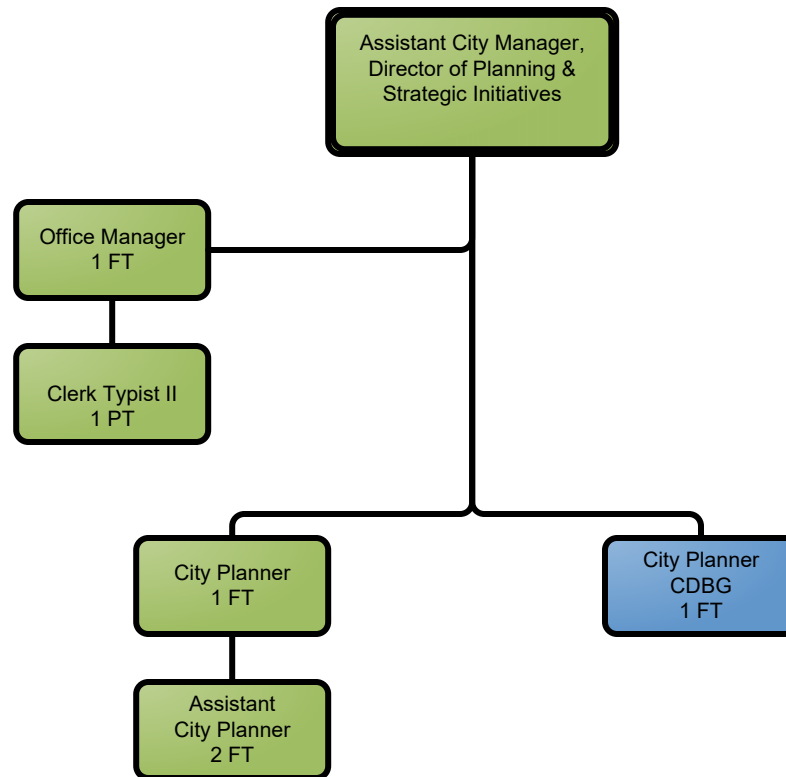 Assistant City Manager,
Director of Planning &
Strategic Initiatives
Office Manager
1 FT
Clerk Typist II
1 PT
City Planner
1 FT
City Planner
CDBG
1 FT
Assistant
City Planner
2 FT